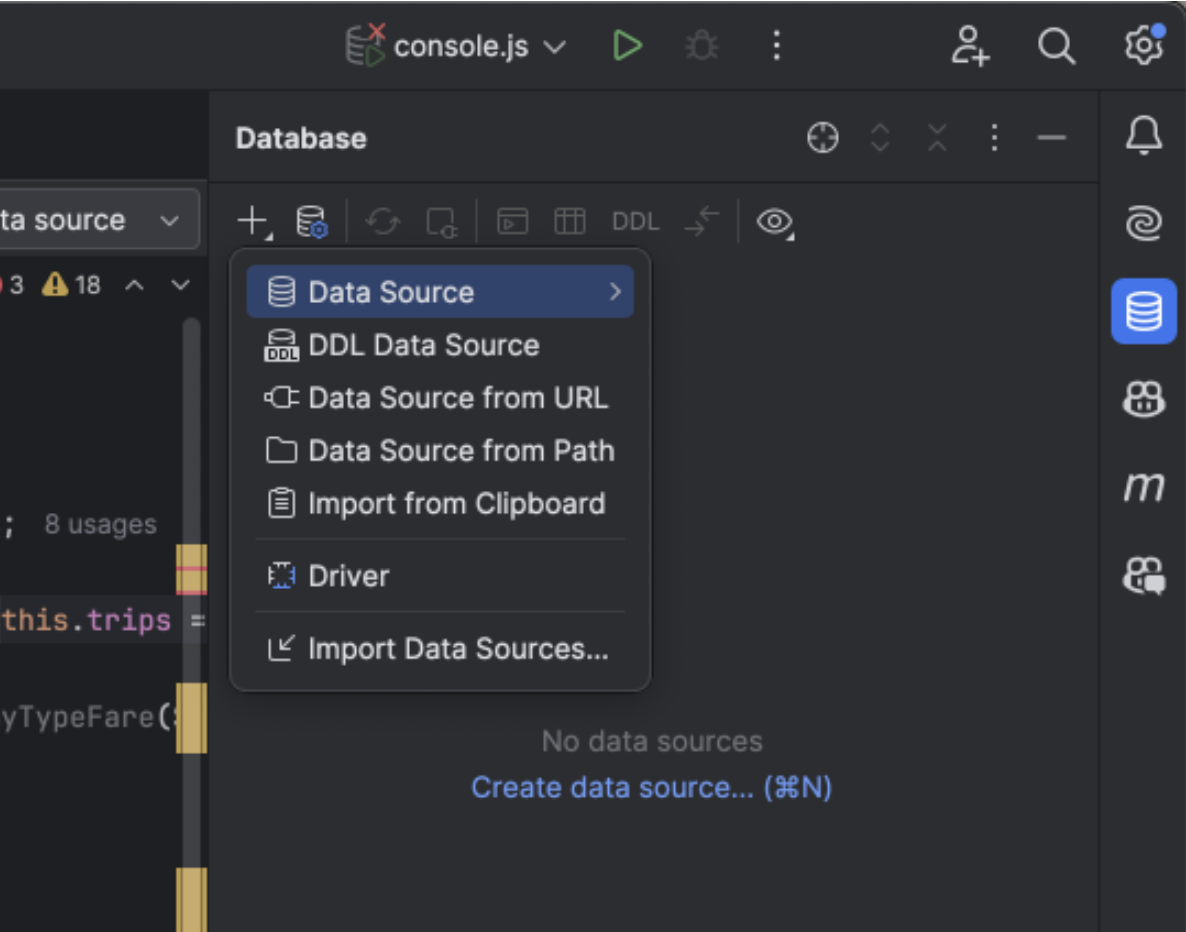 console.js
Database
ta source
DDL
3 18
Data Source
DDL Data Source
Data Source from URL
Data Source from Path
Import from Clipboard
; 8 usages
Driver
this.trips =
Import Data Sources...
yTypeFare(
No data sources
Create data source... (⌘N)
m